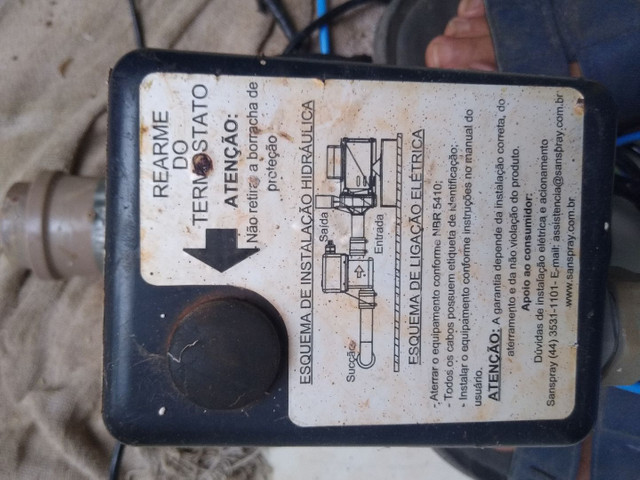 REARME
DO
TERMOSTATO
ATENÇÃO:
Não retirar a borracha de
proteção
ESQUEMA DE INSTALAÇÃO HIDRÁULICA
Saída
Entrada
Sucção
ESQUEMA DE LIGAÇÃO ELÉTRICA
- Aterrar o equipamento conforme NBR 5410;
- Todos os cabos possuem etiqueta de identificação;
- Instalar o equipamento conforme instruções no manual do
usuário.
ATENÇÃO: A garantia depende da instalação correta, do
aterramento e da não violação do produto.
Apoio ao consumidor:
Dúvidas de instalação elétrica e acionamento
Sanspray (44) 3531-1101- E-mail: assistencia@sanspray.com.br
www.sanspray.com.br